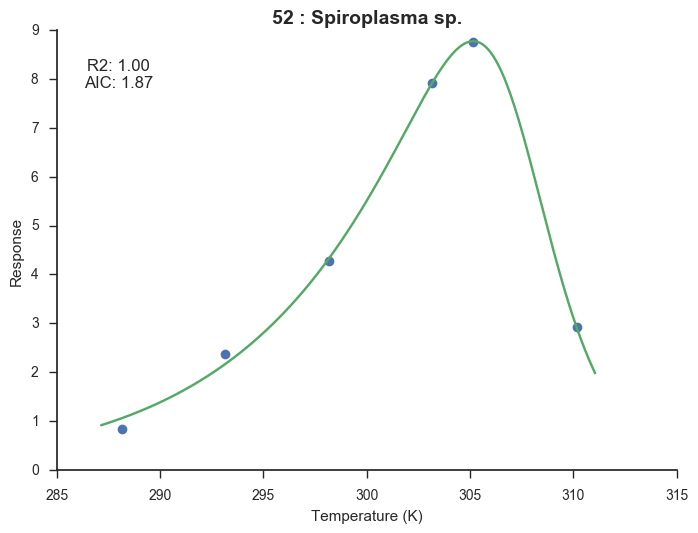 52 : Spiroplasma sp.
R2: 1.00
AIC: 1.87
9
8
7
6
5
4
3
2
1
0
Response
285 290 295 300 305 310 315
Temperature (K)